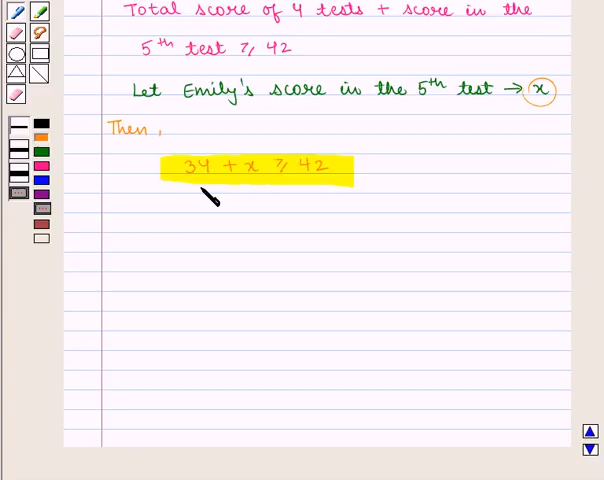 Total score of 4 tests + score in the
5th test ⩾ 42
Let Emily's score in the 5th test → x
Then,
34 + x ⩾ 42